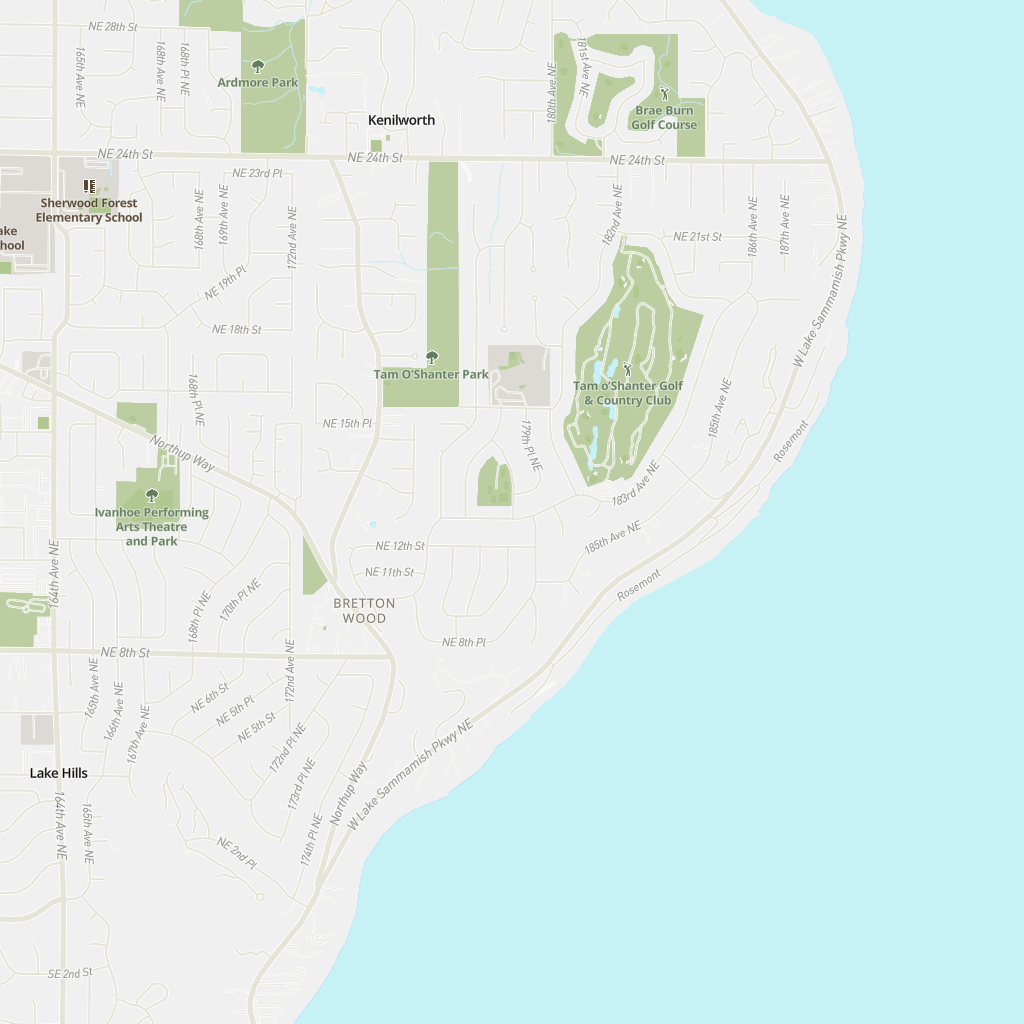 NE 28th St
165th Ave NE
168th Ave NE
168th Pl NE
Ardmore Park
181st Ave NE
180th Ave NE
Brae Burn
Golf Course
Kenilworth
NE 24th St
NE 24th St
NE 24th St
NE 23rd Pl
Sherwood Forest
Elementary School
ake
hool
168th Ave NE
169th Ave NE
172nd Ave NE
182nd Ave NE
NE 21st St
186th Ave NE
187th Ave NE
W Lake Sammamish Pkwy NE
NE 19th Pl
NE 18th St
Tam O'Shanter Park
Tam o'Shanter Golf
& Country Club
168th Pl NE
NE 15th Pl
179th Pl NE
185th Ave NE
Rosemont
Northup Way
183rd Ave NE
Ivanhoe Performing
Arts Theatre
and Park
164th Ave NE
NE 12th St
185th Ave NE
NE 11th St
Rosemont
170th Pl NE
168th Pl NE
BRETTON
WOOD
NE 8th Pl
NE 8th St
165th Ave NE
166th Ave NE
167th Ave NE
172nd Ave NE
NE 6th St
NE 5th Pl
NE 5th St
172nd Pl NE
173rd Pl NE
174th Pl NE
Northup Way
W Lake Sammamish Pkwy NE
Lake Hills
164th Ave NE
165th Ave NE
NE 2nd Pl
SE 2nd St